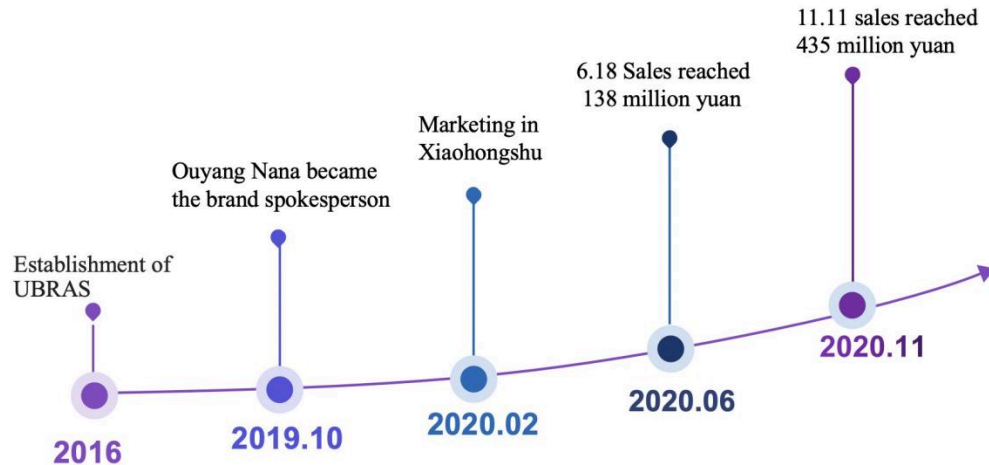 Establishment of
UBRAS
2016
Ouyang Nana became
the brand spokesperson
2019.10
Marketing in
Xiaohongshu
2020.02
6.18 Sales reached
138 million yuan
2020.06
11.11 sales reached
435 million yuan
2020.11